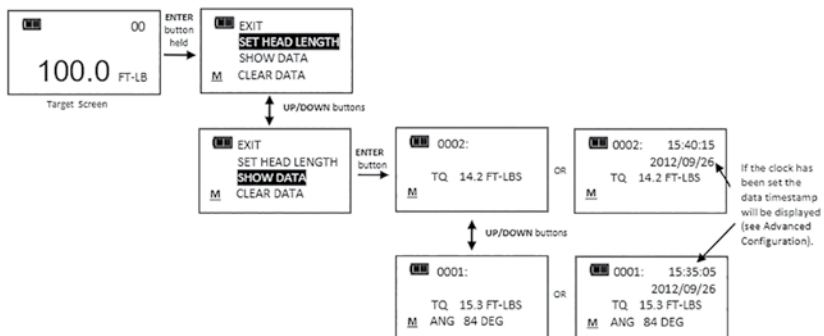 00
100.0 FT-LB
Target Screen
ENTER
button
held
EXIT
SET HEAD LENGTH
SHOW DATA
M CLEAR DATA
UP/DOWN buttons
EXIT
SET HEAD LENGTH
SHOW DATA
M CLEAR DATA
ENTER
button
0002:
TQ 14.2 FT-LBS
M
OR
0002: 15:40:15
2012/09/26
TQ 14.2 FT-LBS
M
If the clock has
been set the
data timestamp
will be displayed
(see Advanced
Configuration).
UP/DOWN buttons
0001:
TQ 15.3 FT-LBS
M ANG 84 DEG
OR
0001: 15:35:05
2012/09/26
TQ 15.3 FT-LBS
M ANG 84 DEG